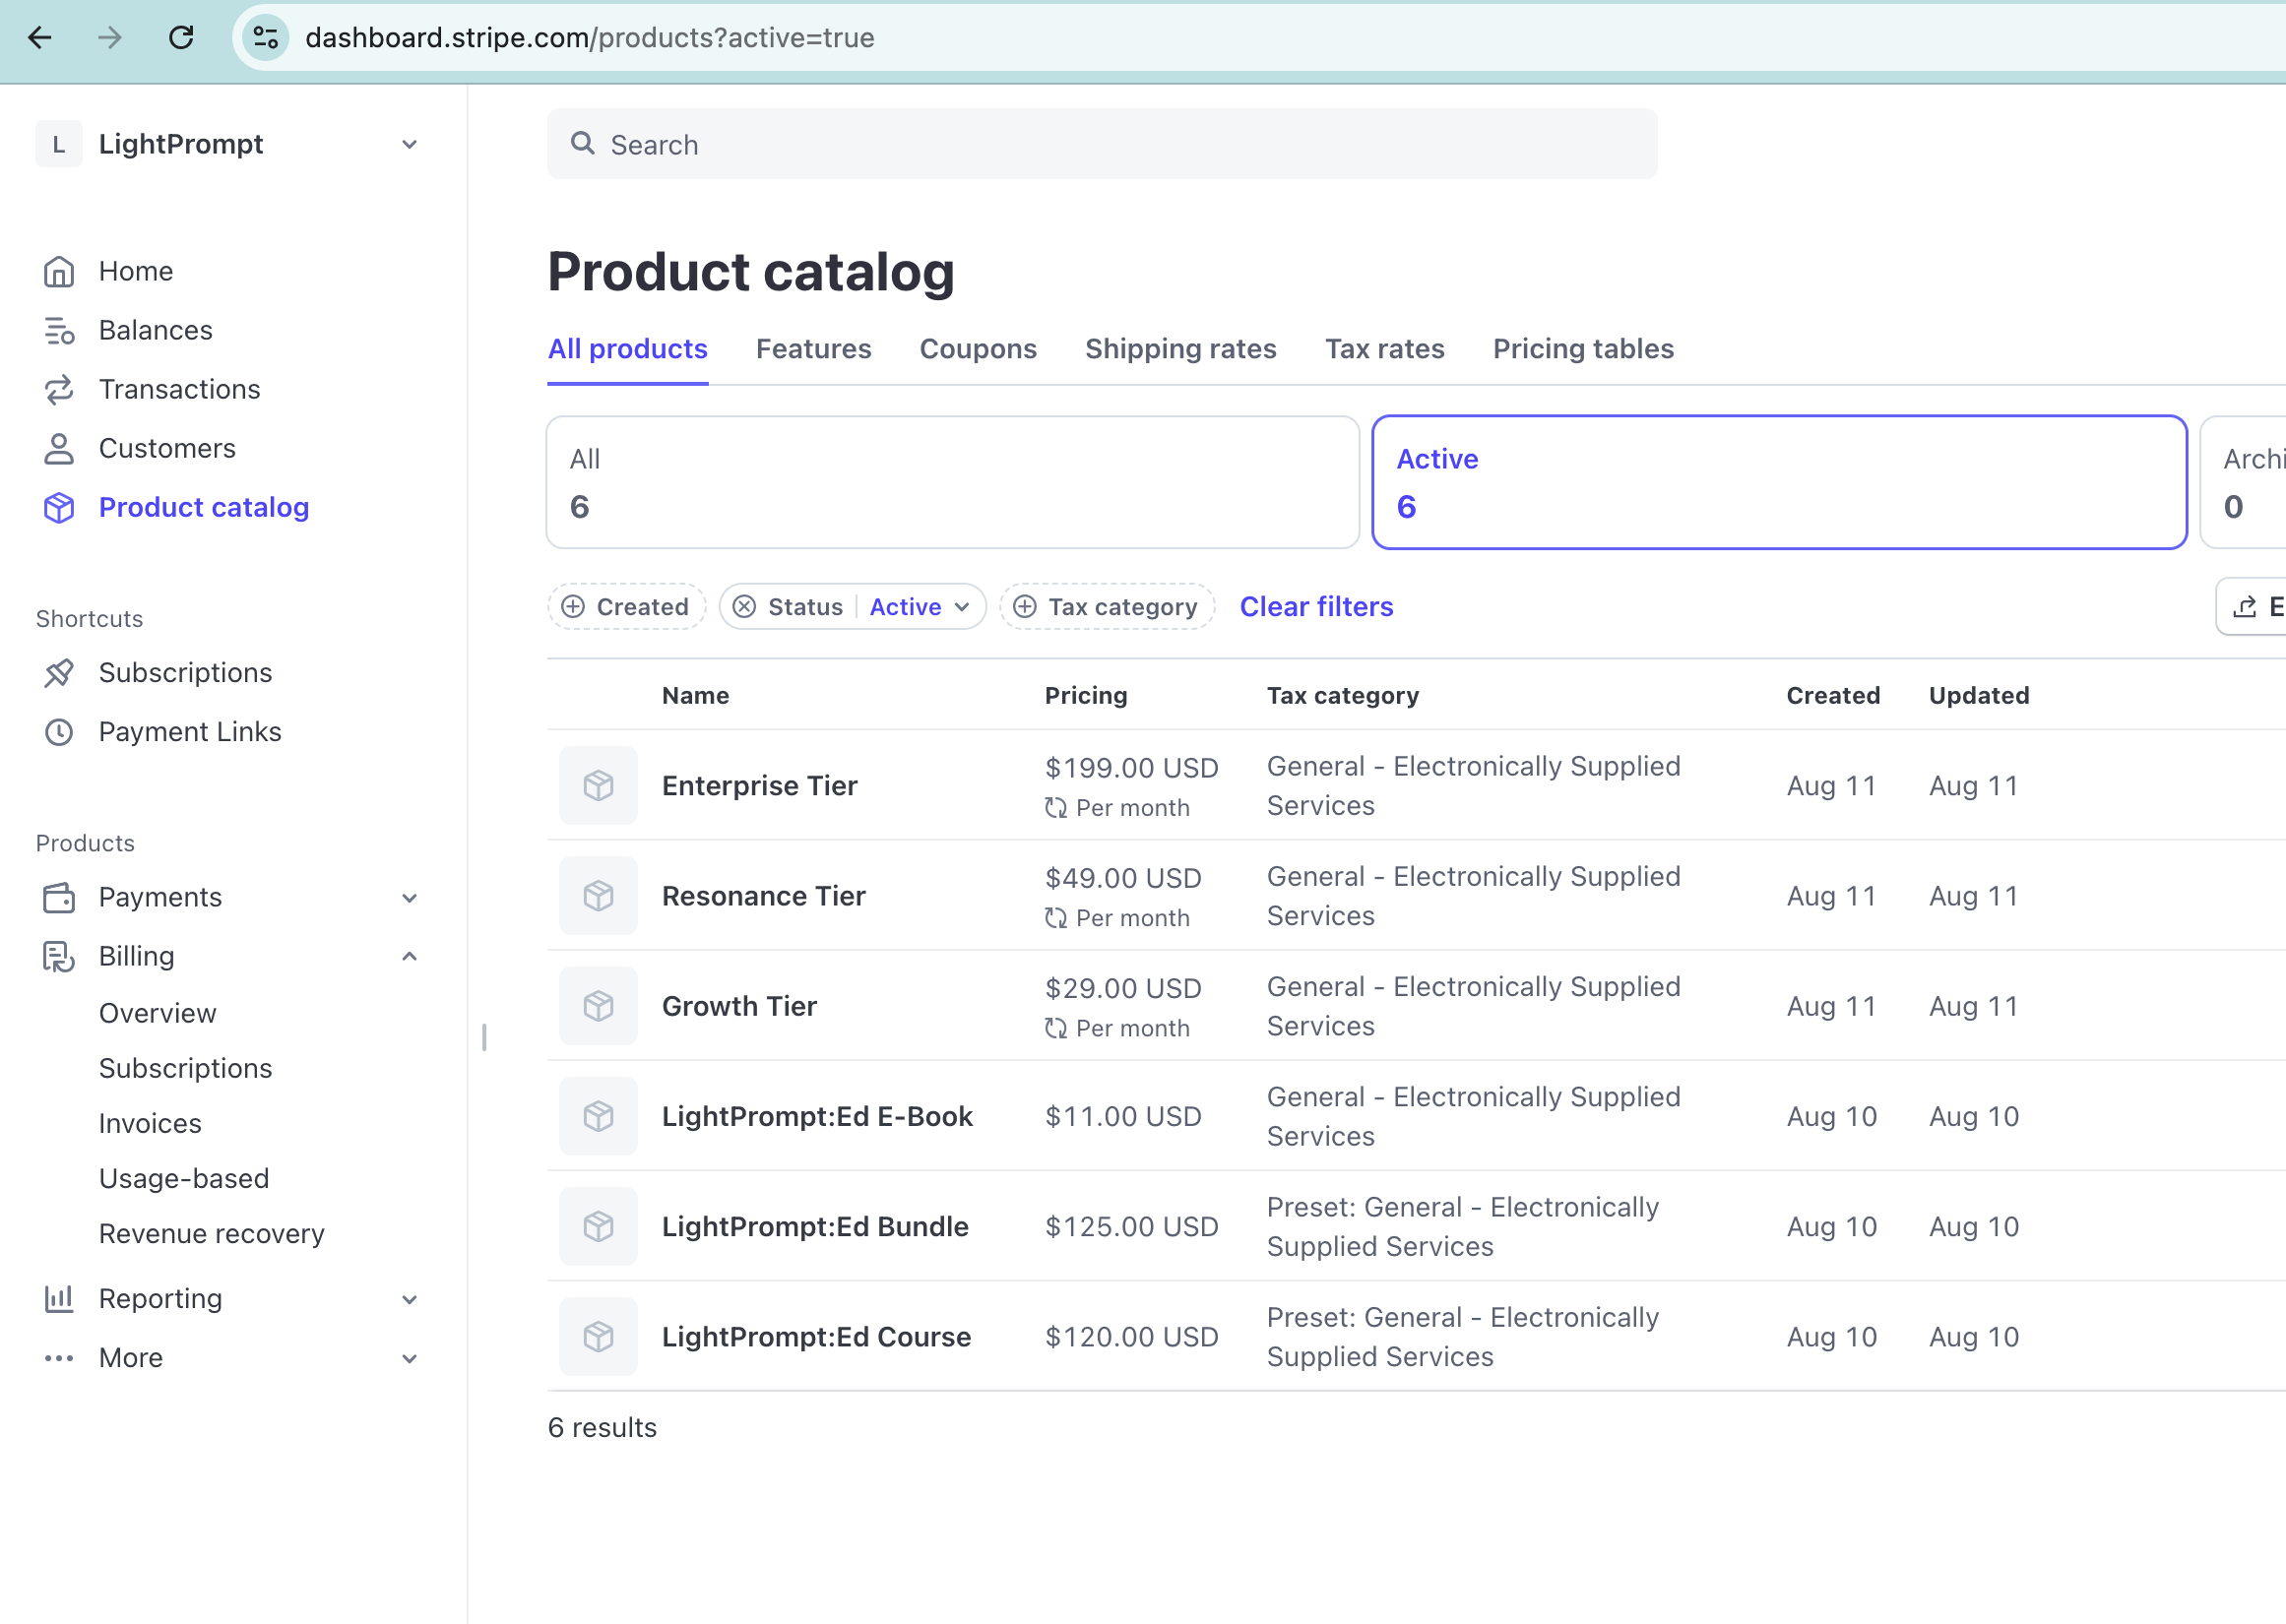 dashboard.stripe.com/products?active=true
L LightPrompt
Search
Home
Balances
Transactions
Customers
Product catalog
Shortcuts
Subscriptions
Payment Links
Products
Payments
Billing
Overview
Subscriptions
Invoices
Usage-based
Revenue recovery
Reporting
More
Product catalog
All products Features Coupons Shipping rates Tax rates Pricing tables
All
6
Active
6
Archi
0
Created Status Active Tax category Clear filters E
Name Pricing Tax category Created Updated
Enterprise Tier $199.00 USD Per month General - Electronically Supplied Services Aug 11 Aug 11
Resonance Tier $49.00 USD Per month General - Electronically Supplied Services Aug 11 Aug 11
Growth Tier $29.00 USD Per month General - Electronically Supplied Services Aug 11 Aug 11
LightPrompt:Ed E-Book $11.00 USD General - Electronically Supplied Services Aug 10 Aug 10
LightPrompt:Ed Bundle $125.00 USD Preset: General - Electronically Supplied Services Aug 10 Aug 10
LightPrompt:Ed Course $120.00 USD Preset: General - Electronically Supplied Services Aug 10 Aug 10
6 results